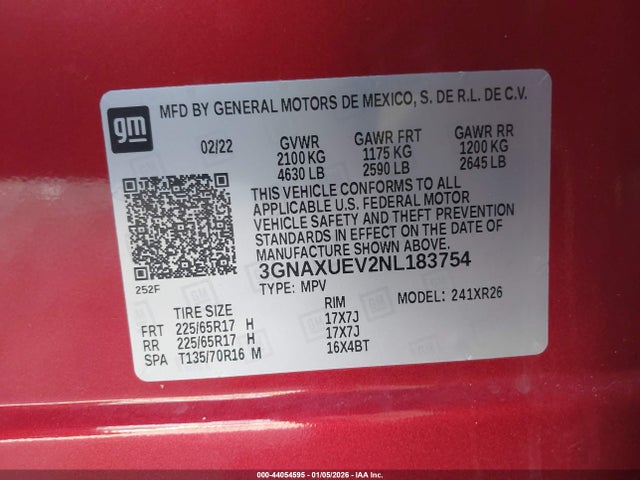 gm
MFD BY GENERAL MOTORS DE MEXICO, S. DE R.L. DE C.V.
02/22 GVWR GAWR FRT GAWR RR
2100 KG 1175 KG 1200 KG
4630 LB 2590 LB 2645 LB
THIS VEHICLE CONFORMS TO ALL
APPLICABLE U.S. FEDERAL MOTOR
VEHICLE SAFETY AND THEFT PREVENTION
STANDARDS IN EFFECT ON THE DATE OF
MANUFACTURE SHOWN ABOVE.
252F
3GNAXUEV2NL183754
TYPE: MPV MODEL: 241XR26
TIRE SIZE RIM
FRT 225/65R17 H 17X7J
RR 225/65R17 H 17X7J
SPA T135/70R16 M 16X4BT
000-44054595 - 01/05/2026 - IAA Inc.